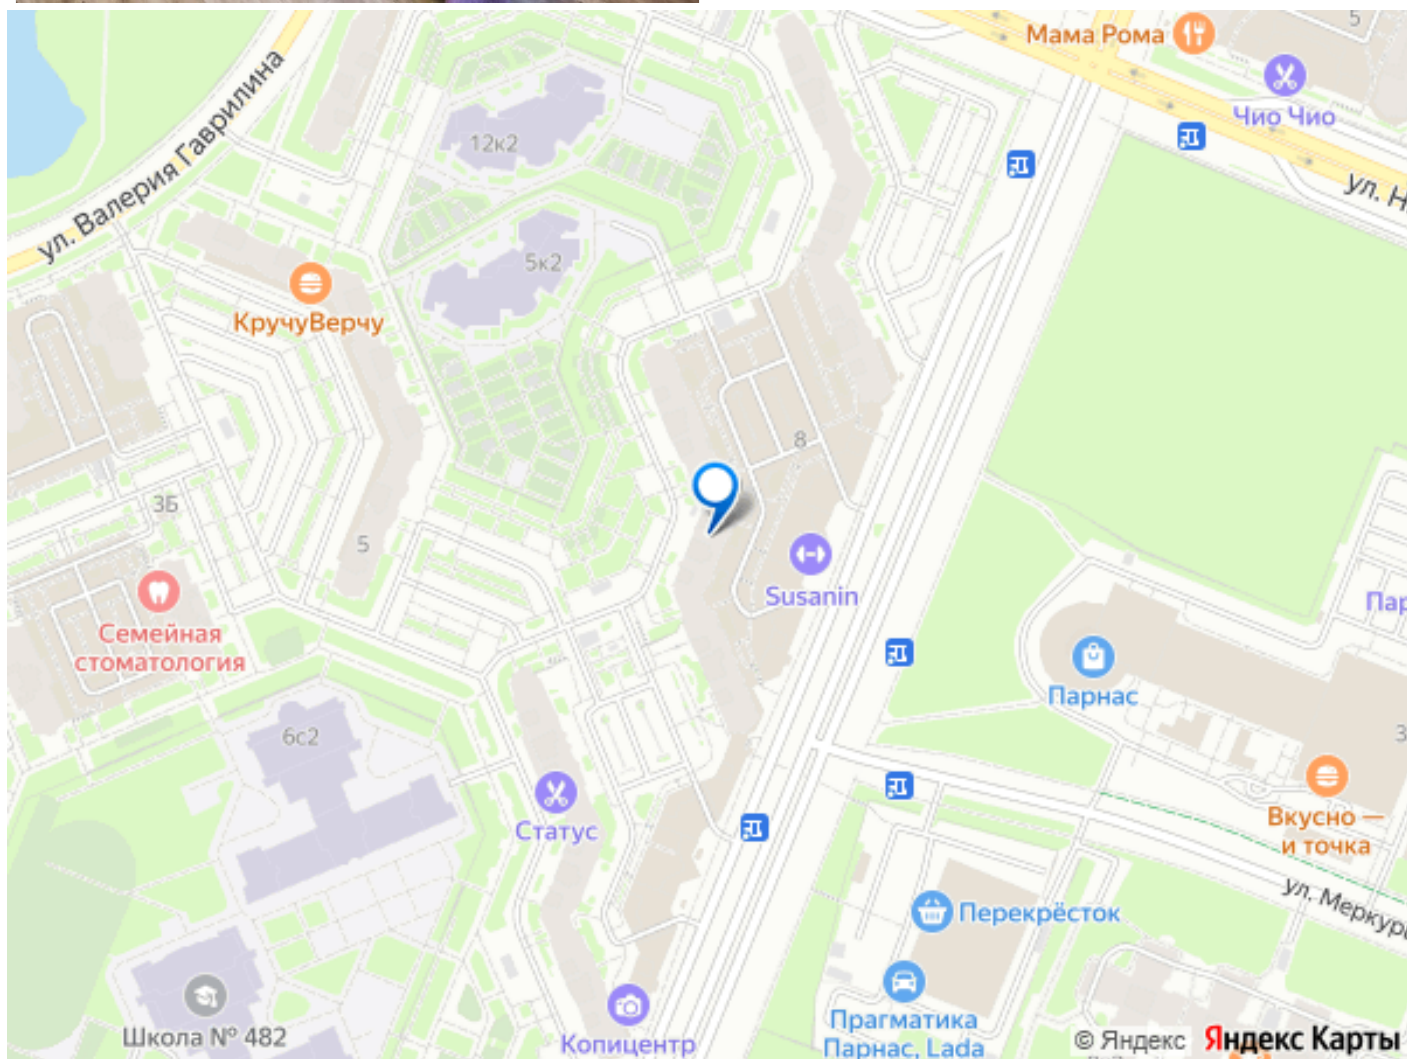 5
Мама Рома
Чио Чио
ул. Валерия Гаврилина
12к2
ул. Н
5к2
КручуВерчу
8
3Б
5
Susanin
Пар
Семейная
стоматология
Парнас
6с2
3
Статус
Вкусно —
и точка
ул. Меркурь
Перекрёсток
Школа № 482
Копицентр
Прагматика
Парнас, Lada
© Яндекс Яндекс Карты